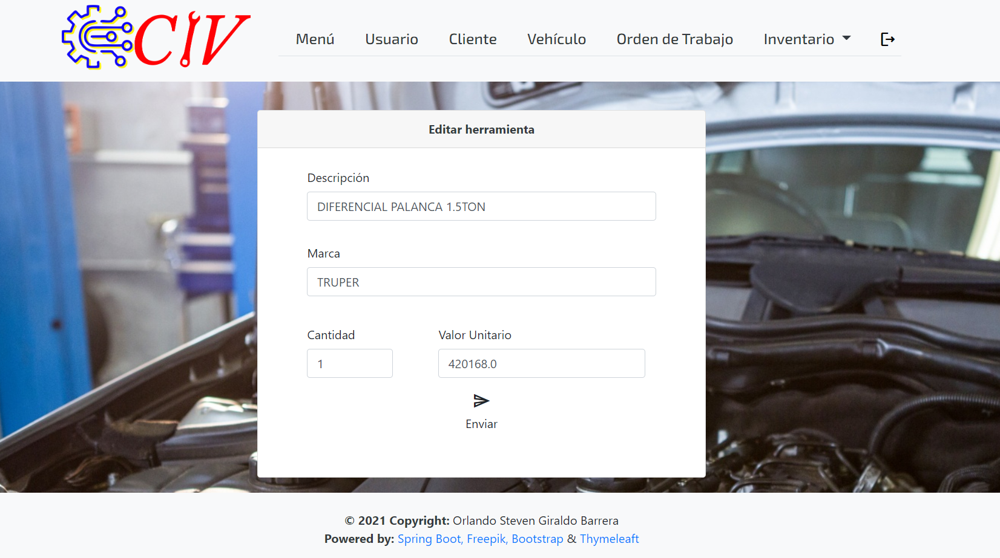 CIV
Menú Usuario Cliente Vehículo Orden de Trabajo Inventario
Editar herramienta
Descripción
DIFERENCIAL PALANCA 1.5TON
Marca
TRUPER
Cantidad Valor Unitario
1 420168.0
Enviar
© 2021 Copyright: Orlando Steven Giraldo Barrera
Powered by: Spring Boot, Freepik, Bootstrap & Thymeleaft